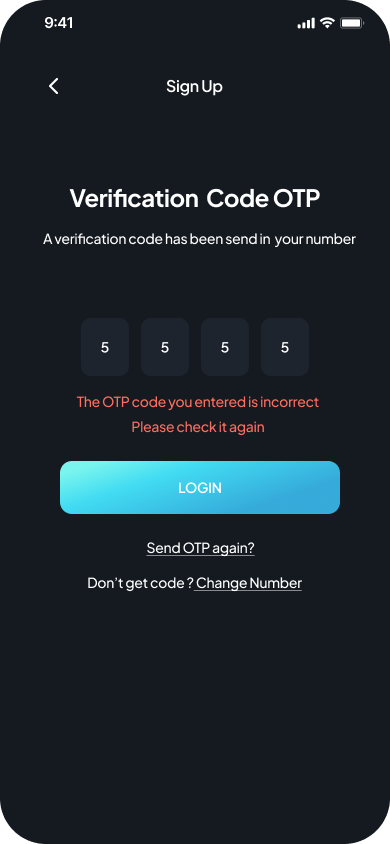 9:41
Sign Up
Verification Code OTP
A verification code has been send in your number
5 5 5 5
The OTP code you entered is incorrect
Please check it again
LOGIN
Send OTP again?
Don't get code ? Change Number